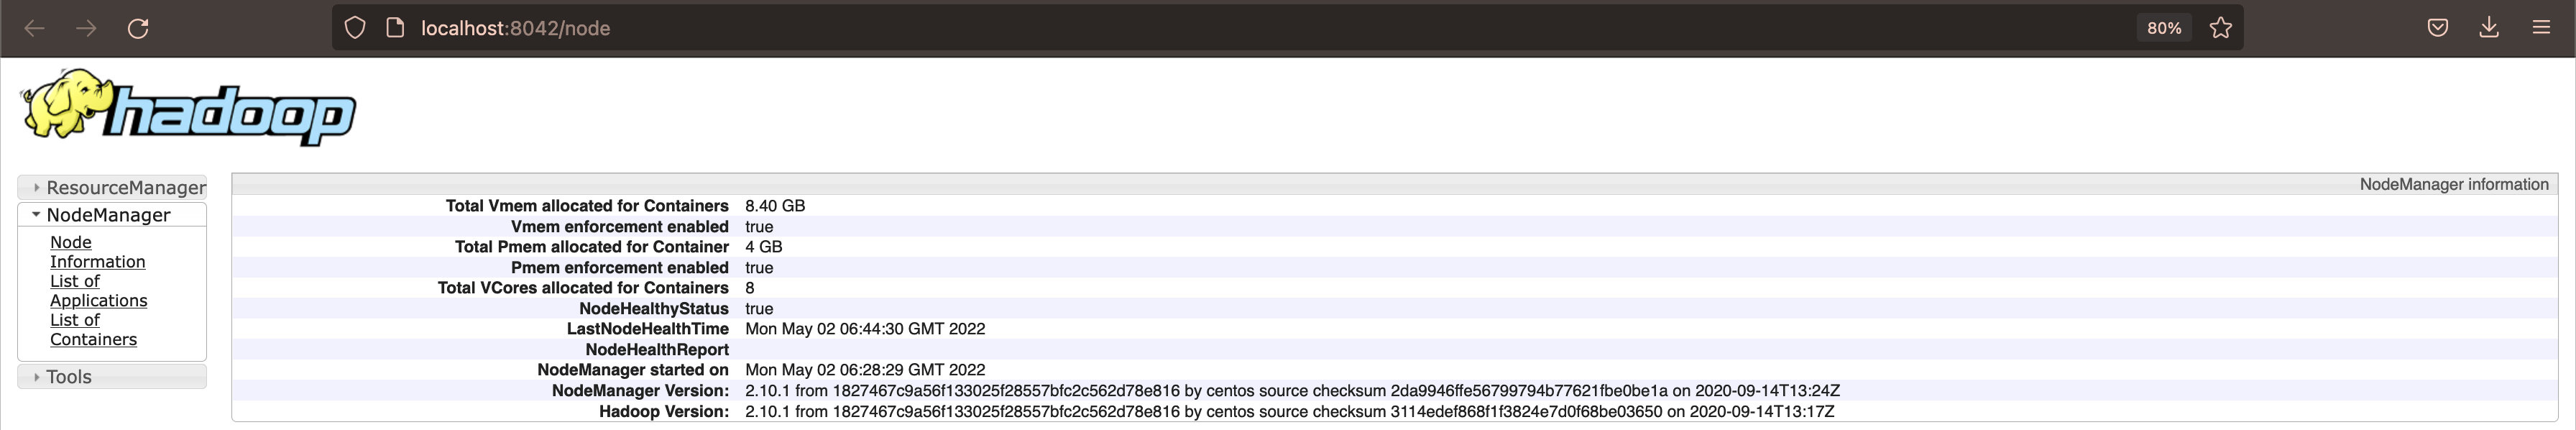 localhost:8042/node
80%
hadoop
ResourceManager
NodeManager
Node
Information
List of
Applications
List of
Containers
Tools
NodeManager information
Total Vmem allocated for Containers 8.40 GB
Vmem enforcement enabled true
Total Pmem allocated for Container 4 GB
Pmem enforcement enabled true
Total VCores allocated for Containers 8
NodeHealthyStatus true
LastNodeHealthTime Mon May 02 06:44:30 GMT 2022
NodeHealthReport
NodeManager started on Mon May 02 06:28:29 GMT 2022
NodeManager Version: 2.10.1 from 1827467c9a56f133025f28557bfc2c562d78e816 by centos source checksum 2da9946ffe56799794b77621fbe0be1a on 2020-09-14T13:24Z
Hadoop Version: 2.10.1 from 1827467c9a56f133025f28557bfc2c562d78e816 by centos source checksum 3114edef868f1f3824e7d0f68be03650 on 2020-09-14T13:17Z